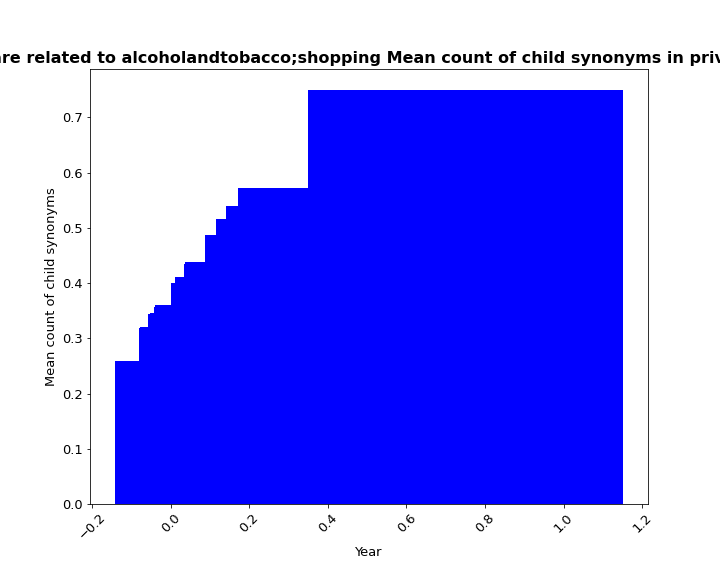 related to alcoholandtobacco;shopping Mean count of child synonyms in
0.7
0.6
0.5
0.4
0.3
0.2
0.1
0.0
Mean count of child synonyms
−0.2 0.0 0.2 0.4 0.6 0.8 1.0 1.2
Year